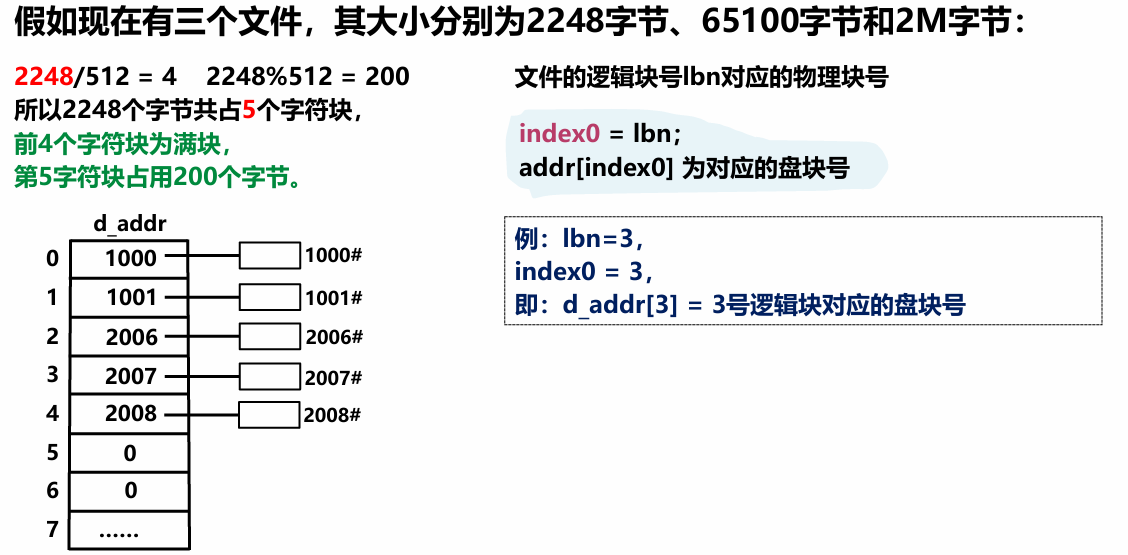 假如现在有三个文件，其大小分别为2248字节、65100字节和2M字节：
2248/512 = 4 2248%512 = 200
所以2248个字节共占5个字符块，
前4个字符块为满块，
第5字符块占用200个字节。
文件的逻辑块号lbn对应的物理块号
index0 = lbn；
addr[index0] 为对应的盘块号
例：lbn=3，
index0 = 3，
即：d_addr[3] = 3号逻辑块对应的盘块号
d_addr
0 1000 1000#
1 1001 1001#
2 2006 2006#
3 2007 2007#
4 2008 2008#
5 0
6 0
7 ……